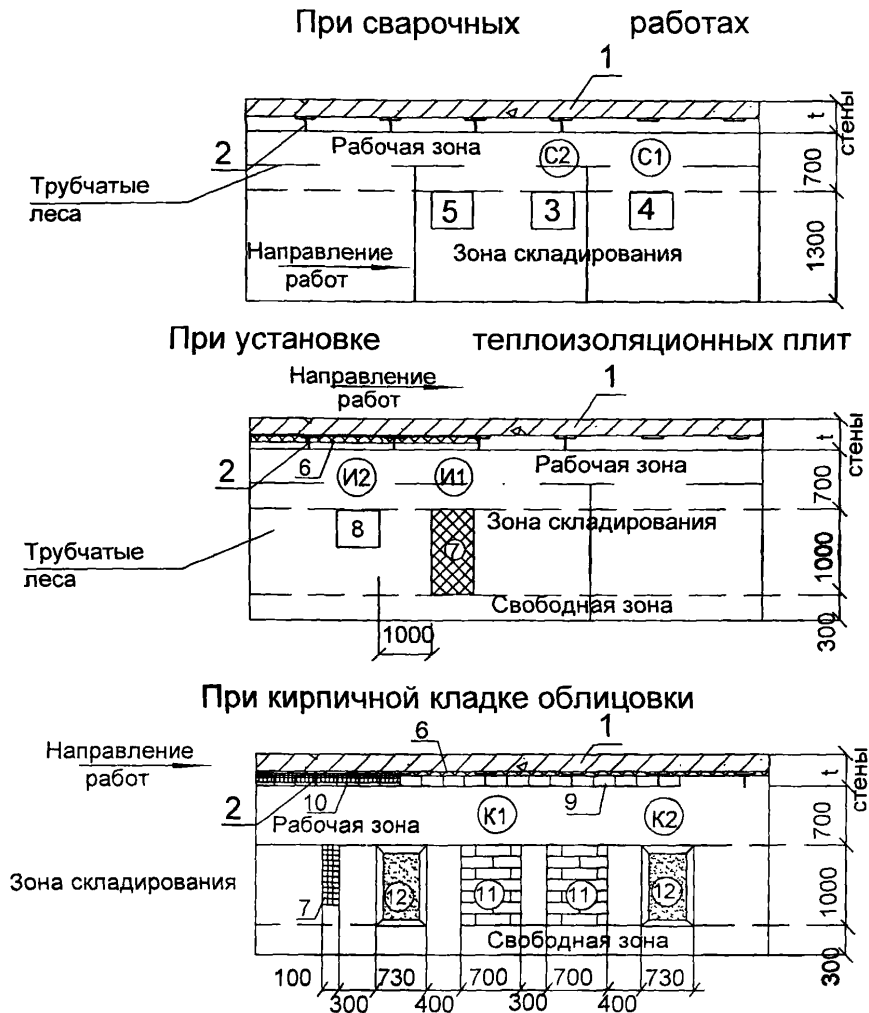 При сварочных работах
1
t
стены
2
Рабочая зона
С2
С1
700
Трубчатые
леса
5
3
4
Направление
работ
Зона складирования
1300
При установке теплоизоляционных плит
Направление
работ
1
t
стены
2
6
И2
И1
Рабочая зона
700
8
7
Зона складирования
Трубчатые
леса
1000
Свободная зона
300
1000
При кирпичной кладке облицовки
6
1
Направление
работ
t
стены
2
10
9
Рабочая зона
К1
К2
700
Зона складирования
7
12
11
11
12
1000
Свободная зона
300
100
730
700
700
730
300
400
300
400